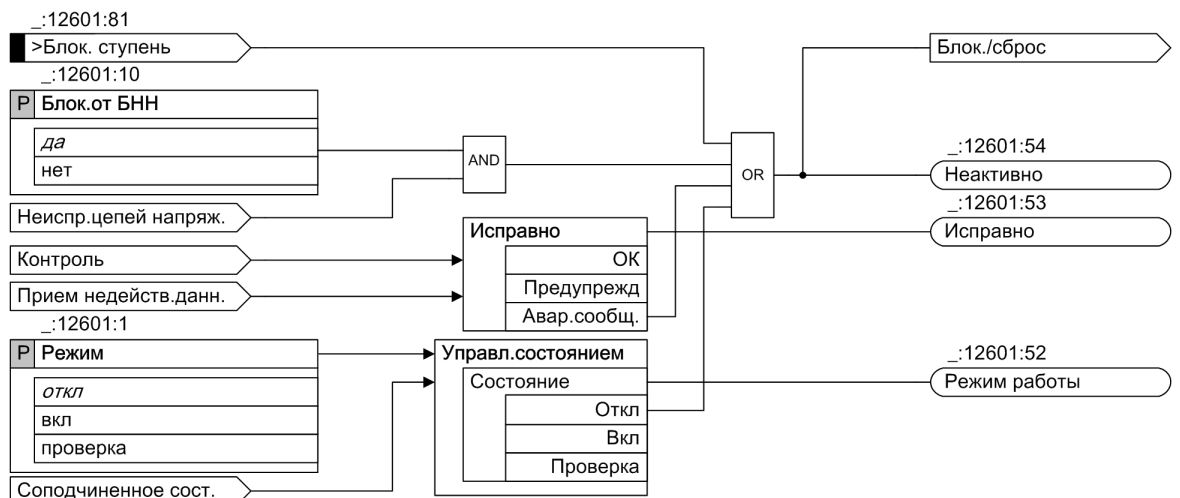 _:12601:81
>Блок. ступень
Блок./сброс
_:12601:10
P Блок.от БНН
да
нет
AND
OR
_:12601:54
Неактивно
_:12601:53
Неиспр.цепей напряж.
Исправно
Исправно
Контроль
ОК
Прием недейств.данн.
Предупрежд
Авар.сообщ.
_:12601:1
P Режим
Управл.состоянием
_:12601:52
откл
Состояние
Режим работы
вкл
Откл
проверка
Вкл
Проверка
Соподчиненное сост.